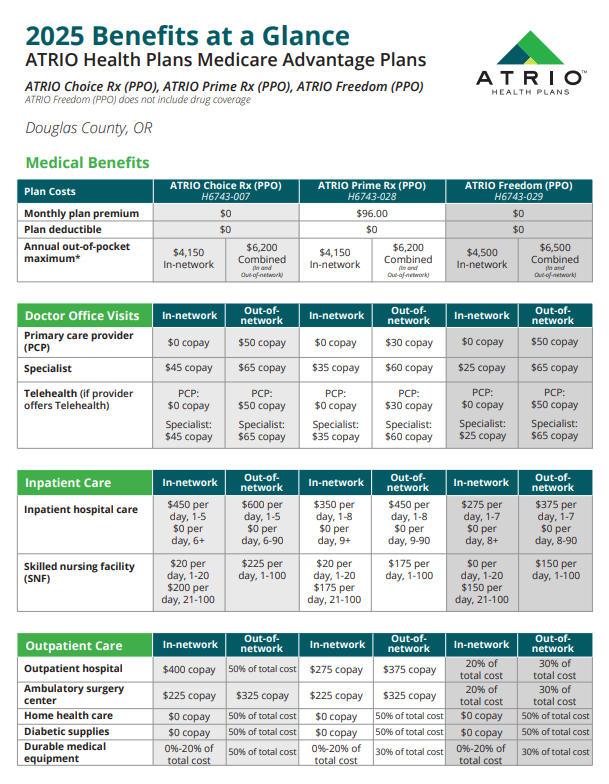 2025 Benefits at a Glance
ATRIO Health Plans Medicare Advantage Plans
ATRIO Choice Rx (PPO), ATRIO Prime Rx (PPO), ATRIO Freedom (PPO)
ATRIO Freedom (PPO) does not include drug coverage
ATRIO™
HEALTH PLANS
Douglas County, OR
Medical Benefits
Plan Costs ATRIO Choice Rx (PPO) H6743-007 ATRIO Prime Rx (PPO) H6743-028 ATRIO Freedom (PPO) H6743-029
Monthly plan premium $0 $96.00 $0
Plan deductible $0 $0 $0
Annual out-of-pocket maximum* $4,150 In-network $6,200 Combined (In and Out-of-network) $4,150 In-network $6,200 Combined (In and Out-of-network) $4,500 In-network $6,500 Combined (In and Out-of-network)
Doctor Office Visits In-network Out-of-network In-network Out-of-network In-network Out-of-network
Primary care provider (PCP) $0 copay $50 copay $0 copay $30 copay $0 copay $50 copay
Specialist $45 copay $65 copay $35 copay $60 copay $25 copay $65 copay
Telehealth (if provider offers Telehealth) PCP: $0 copay PCP: $50 copay PCP: $0 copay PCP: $30 copay PCP: $0 copay PCP: $50 copay
Specialist: $45 copay Specialist: $65 copay Specialist: $35 copay Specialist: $60 copay Specialist: $25 copay Specialist: $65 copay
Inpatient Care In-network Out-of-network In-network Out-of-network In-network Out-of-network
Inpatient hospital care $450 per day, 1-5 $0 per day, 6+ $600 per day, 1-5 $0 per day, 6-90 $350 per day, 1-8 $0 per day, 9+ $450 per day, 1-8 $0 per day, 9-90 $275 per day, 1-7 $0 per day, 8+ $375 per day, 1-7 $0 per day, 8-90
Skilled nursing facility (SNF) $20 per day, 1-20 $200 per day, 21-100 $225 per day, 1-100 $20 per day, 1-20 $175 per day, 21-100 $175 per day, 1-100 $0 per day, 1-20 $150 per day, 21-100 $150 per day, 1-100
Outpatient Care In-network Out-of-network In-network Out-of-network In-network Out-of-network
Outpatient hospital $400 copay 50% of total cost $275 copay $375 copay 20% of total cost 30% of total cost
Ambulatory surgery center $225 copay $325 copay $225 copay $325 copay 20% of total cost 30% of total cost
Home health care $0 copay 50% of total cost $0 copay 50% of total cost $0 copay 50% of total cost
Diabetic supplies $0 copay 50% of total cost $0 copay 50% of total cost $0 copay 50% of total cost
Durable medical equipment 0%-20% of total cost 50% of total cost 0%-20% of total cost 30% of total cost 0%-20% of total cost 50% of total cost